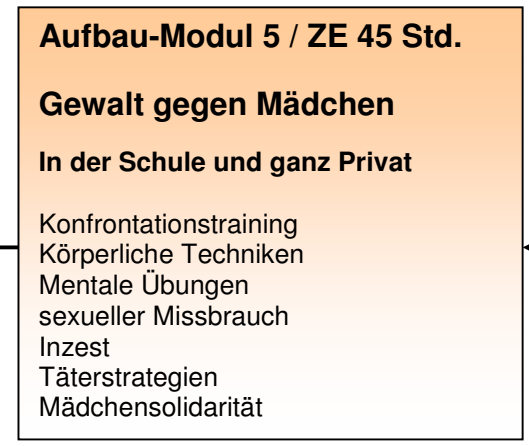 Aufbau-Modul 5 / ZE 45 Std.
Gewalt gegen Mädchen
In der Schule und ganz Privat
Konfrontationstraining
Körperliche Techniken
Mentale Übungen
sexueller Missbrauch
Inzest
Täterstrategien
Mädchensolidarität